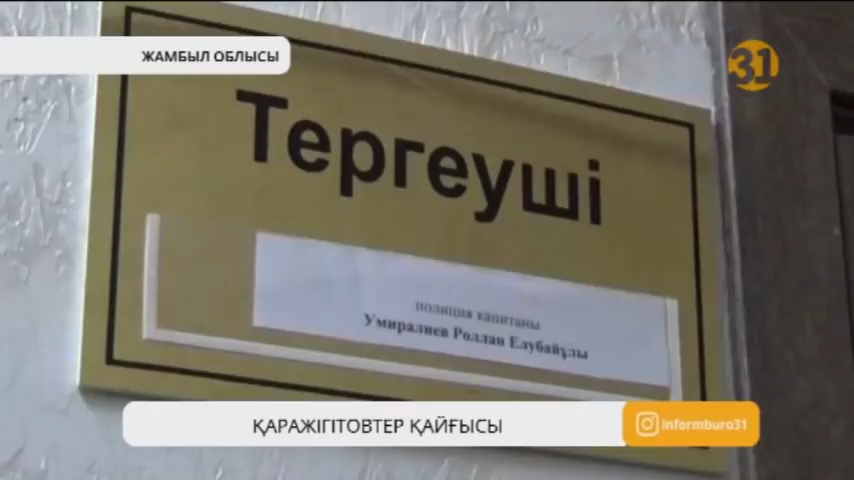 ЖАМБЫЛ ОБЛЫСЫ
31
Тергеуші
полиция капитаны
Умиралиев Роллан Елубайұлы
ҚАРАЖІГІТОВТЕР ҚАЙҒЫСЫ
informburo31